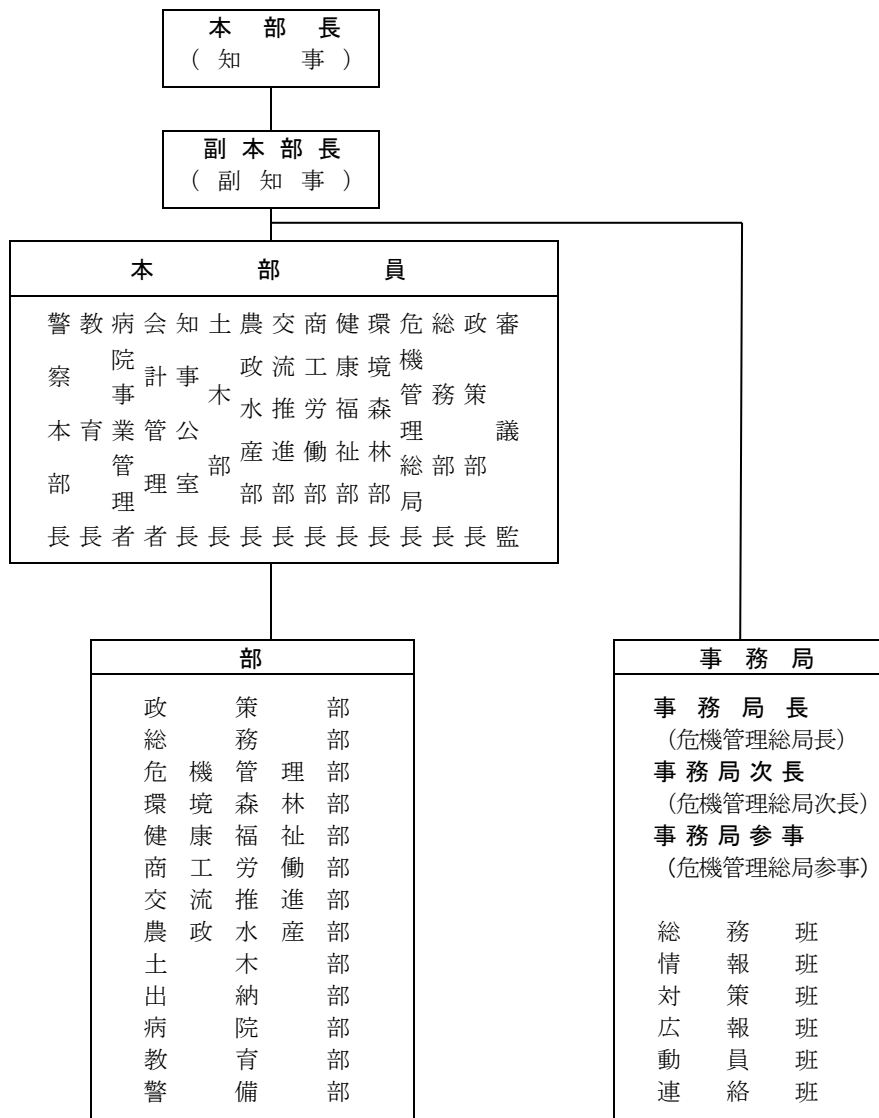 本部長
（知事）
副本部長
（副知事）
本部員
審議監
政策部長
総務部長
危機管理総局長
環境森林部長
健康福祉部長
商工労働部長
交流推進部長
農政水産部長
土木部長
知事公室長
会計管理者
病院事業管理者
教育長
警察本部長
部
政策部
総務部
危機管理部
環境森林部
健康福祉部
商工労働部
交流推進部
農政水産部
土木部
出納部
病院部
教育部
警備部
事務局
事務局長
（危機管理総局長）
事務局次長
（危機管理総局次長）
事務局参事
（危機管理総局参事）
総務班
情報班
対策班
広報班
動員班
連絡班